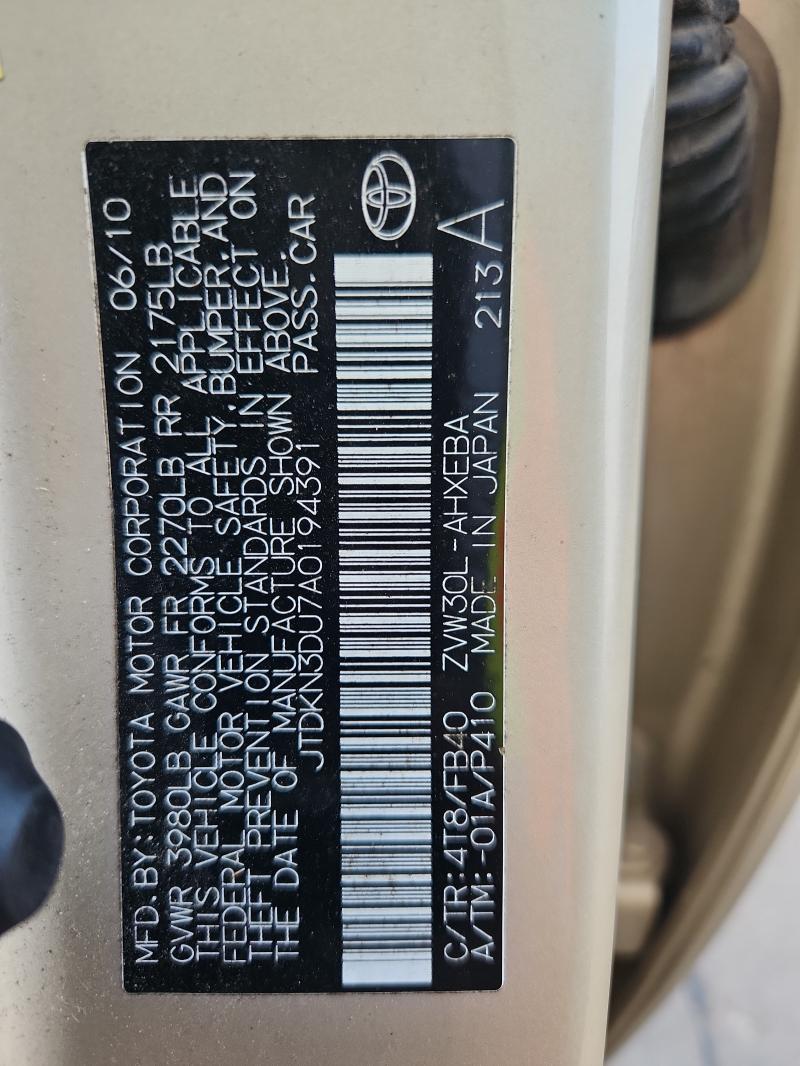 MFD. BY: TOYOTA MOTOR CORPORATION 06/10
GVWR 3980LB GAWR FR 2270LB RR 2175LB
THIS VEHICLE CONFORMS TO ALL APPLICABLE
FEDERAL MOTOR VEHICLE SAFETY, BUMPER, AND
THEFT PREVENTION STANDARDS IN EFFECT ON
THE DATE OF MANUFACTURE SHOWN ABOVE.
JTDKN3DU7A0194391 PASS. CAR
C/TR: 4T8/FB40 ZVW30L-AHXEBA
A/TM: -01A/P410 MADE IN JAPAN 213 A